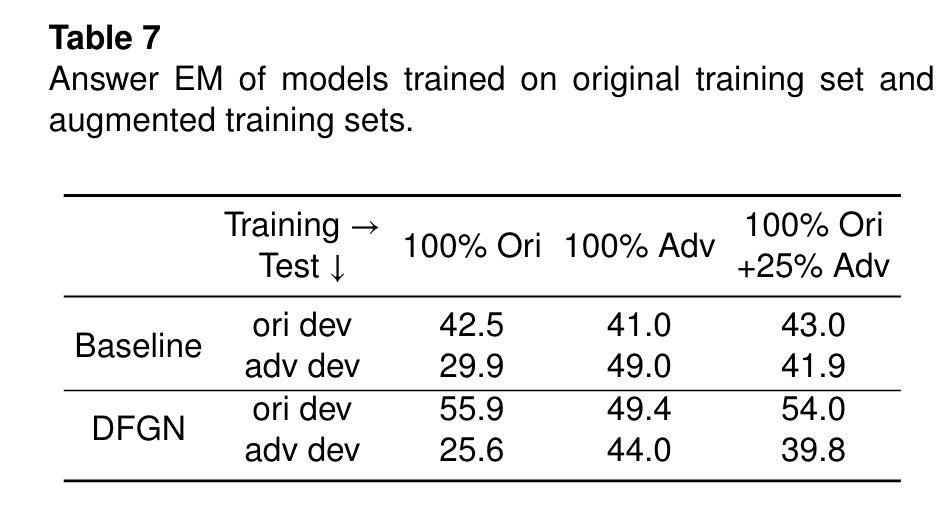 Table 7
Answer EM of models trained on original training set and
augmented training sets.
Training → 100% Ori 100% Adv 100% Ori
Test ↓ +25% Adv
Baseline ori dev 42.5 41.0 43.0
adv dev 29.9 49.0 41.9
DFGN ori dev 55.9 49.4 54.0
adv dev 25.6 44.0 39.8